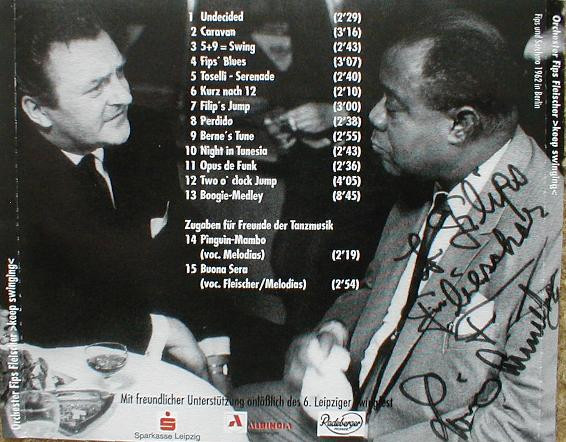 1 Undecided (2'29)
2 Caravan (3'16)
3 5+9 = Swing (2'43)
4 Fips' Blues (3'07)
5 Toselli - Serenade (2'40)
6 Kurz nach 12 (2'10)
7 Filip's Jump (3'00)
8 Perdido (2'38)
9 Berne's Tune (2'55)
10 Night in Tunesia (2'43)
11 Opus de Funk (2'36)
12 Two o' clock Jump (4'05)
13 Boogie-Medley (8'45)
Zugaben für Freunde der Tanzmusik
14 Pinguin-Mambo
(voc. Melodias) (2'19)
15 Buona Sera
(voc. Fleischer/Melodias) (2'54)
Mit freundlicher Unterstützung anläßlich des 6. Leipziger Swingfest
Sparkasse Leipzig
ALBINGIA
Radeberger
Orchester Fips Fleischer >keep swinging<
Orchester Fips Fleischer >keep swinging<
Fips und Satchmo 1962 in Berlin